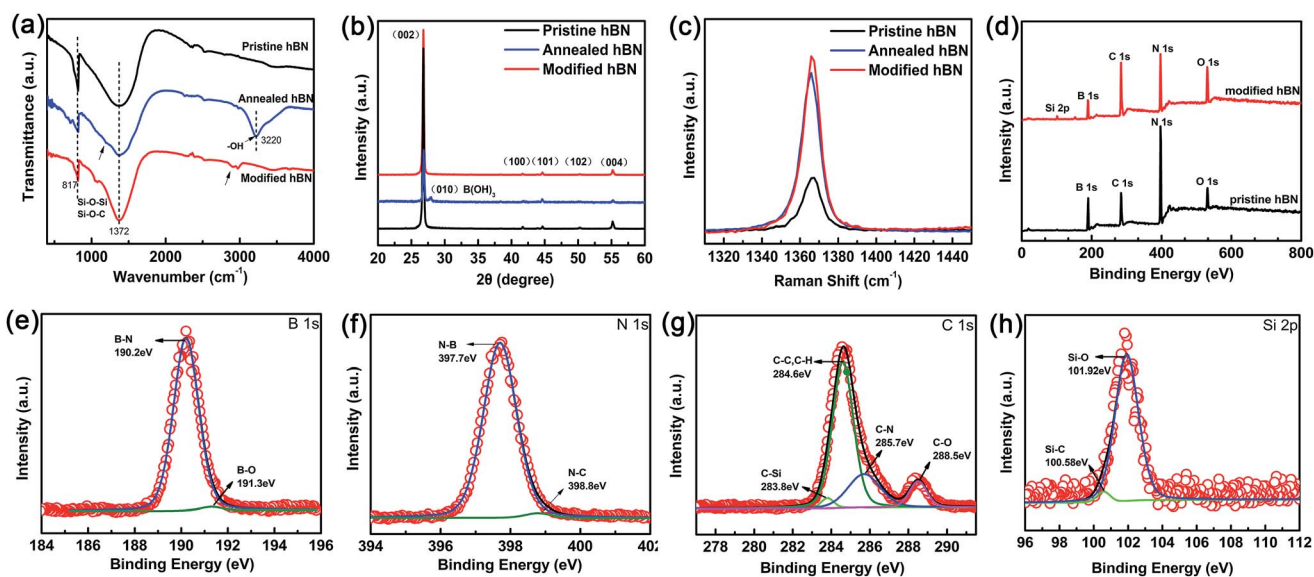 (a)
Pristine hBN
Annealed hBN
3220
-OH
Modified hBN
817
Si-O-Si
Si-O-C
1372
1000 2000 3000 4000
Wavenumber (cm-1)
Transmittance (a.u.)
(b)
(002)
Pristine hBN
Annealed hBN
Modified hBN
(100) (101) (102) (004)
(010) B(OH)3
20 25 30 35 40 45 50 55 60
2θ (degree)
Intensity (a.u.)
(c)
Pristine hBN
Annealed hBN
Modified hBN
1320 1340 1360 1380 1400 1420 1440
Raman Shift (cm-1)
Intensity (a.u.)
(d)
N 1s
C 1s
O 1s
B 1s
Si 2p
modified hBN
N 1s
B 1s
C 1s
O 1s
pristine hBN
0 200 400 600 800
Binding Energy (eV)
Intensity (a.u.)
(e)
B 1s
B-N
190.2eV
B-O
191.3eV
184 186 188 190 192 194 196
Binding Energy (eV)
Intensity (a.u.)
(f)
N 1s
N-B
397.7eV
N-C
398.8eV
394 396 398 400 402
Binding Energy (eV)
Intensity (a.u.)
(g)
C 1s
C-C,C-H
284.6eV
C-N
285.7eV
C-O
288.5eV
C-Si
283.8eV
278 280 282 284 286 288 290
Binding Energy (eV)
Intensity (a.u.)
(h)
Si 2p
Si-O
101.92eV
Si-C
100.58eV
96 98 100 102 104 106 108 110 112
Binding Energy (eV)
Intensity (a.u.)